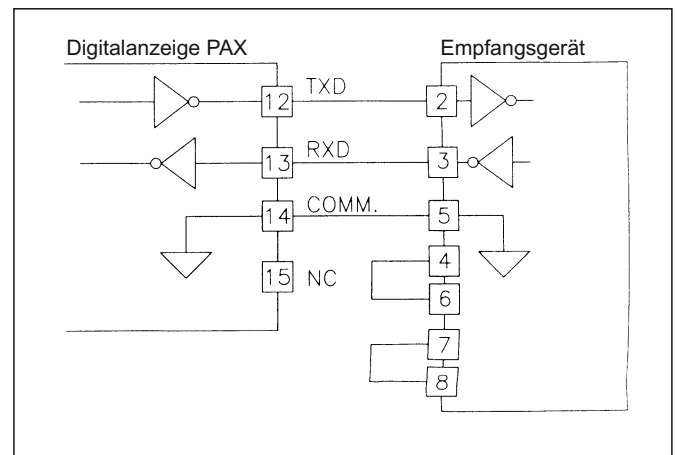 Digitalanzeige PAX Empfangsgerät
12 TXD 2
13 RXD 3
14 COMM. 5
4
15 NC
6
7
8